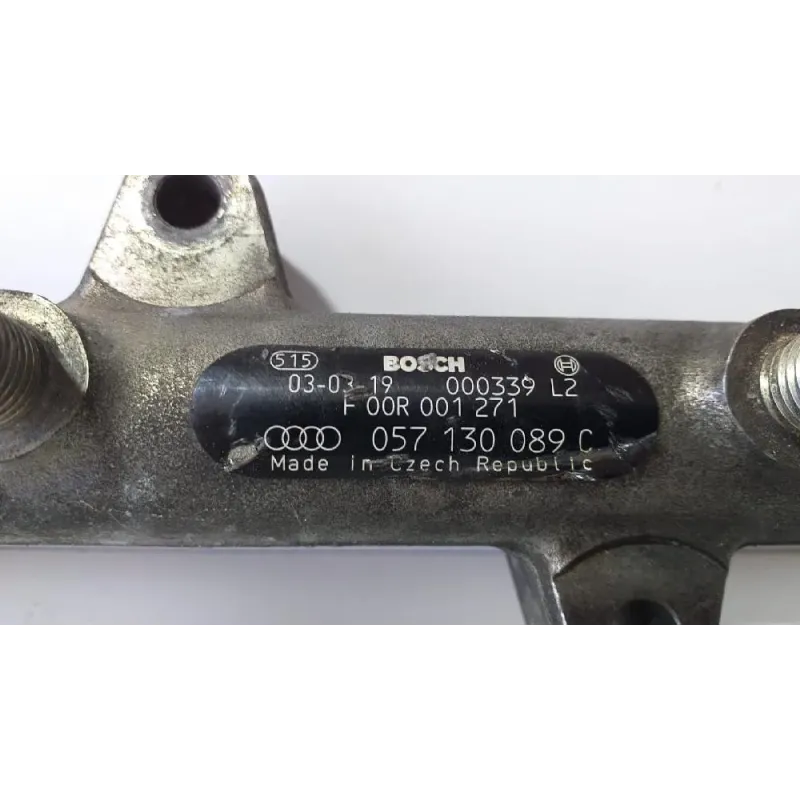 515 BOSCH
03-03-19 000339 L2
F 00R 001 271
057 130 089 C
Made in Czech Republic